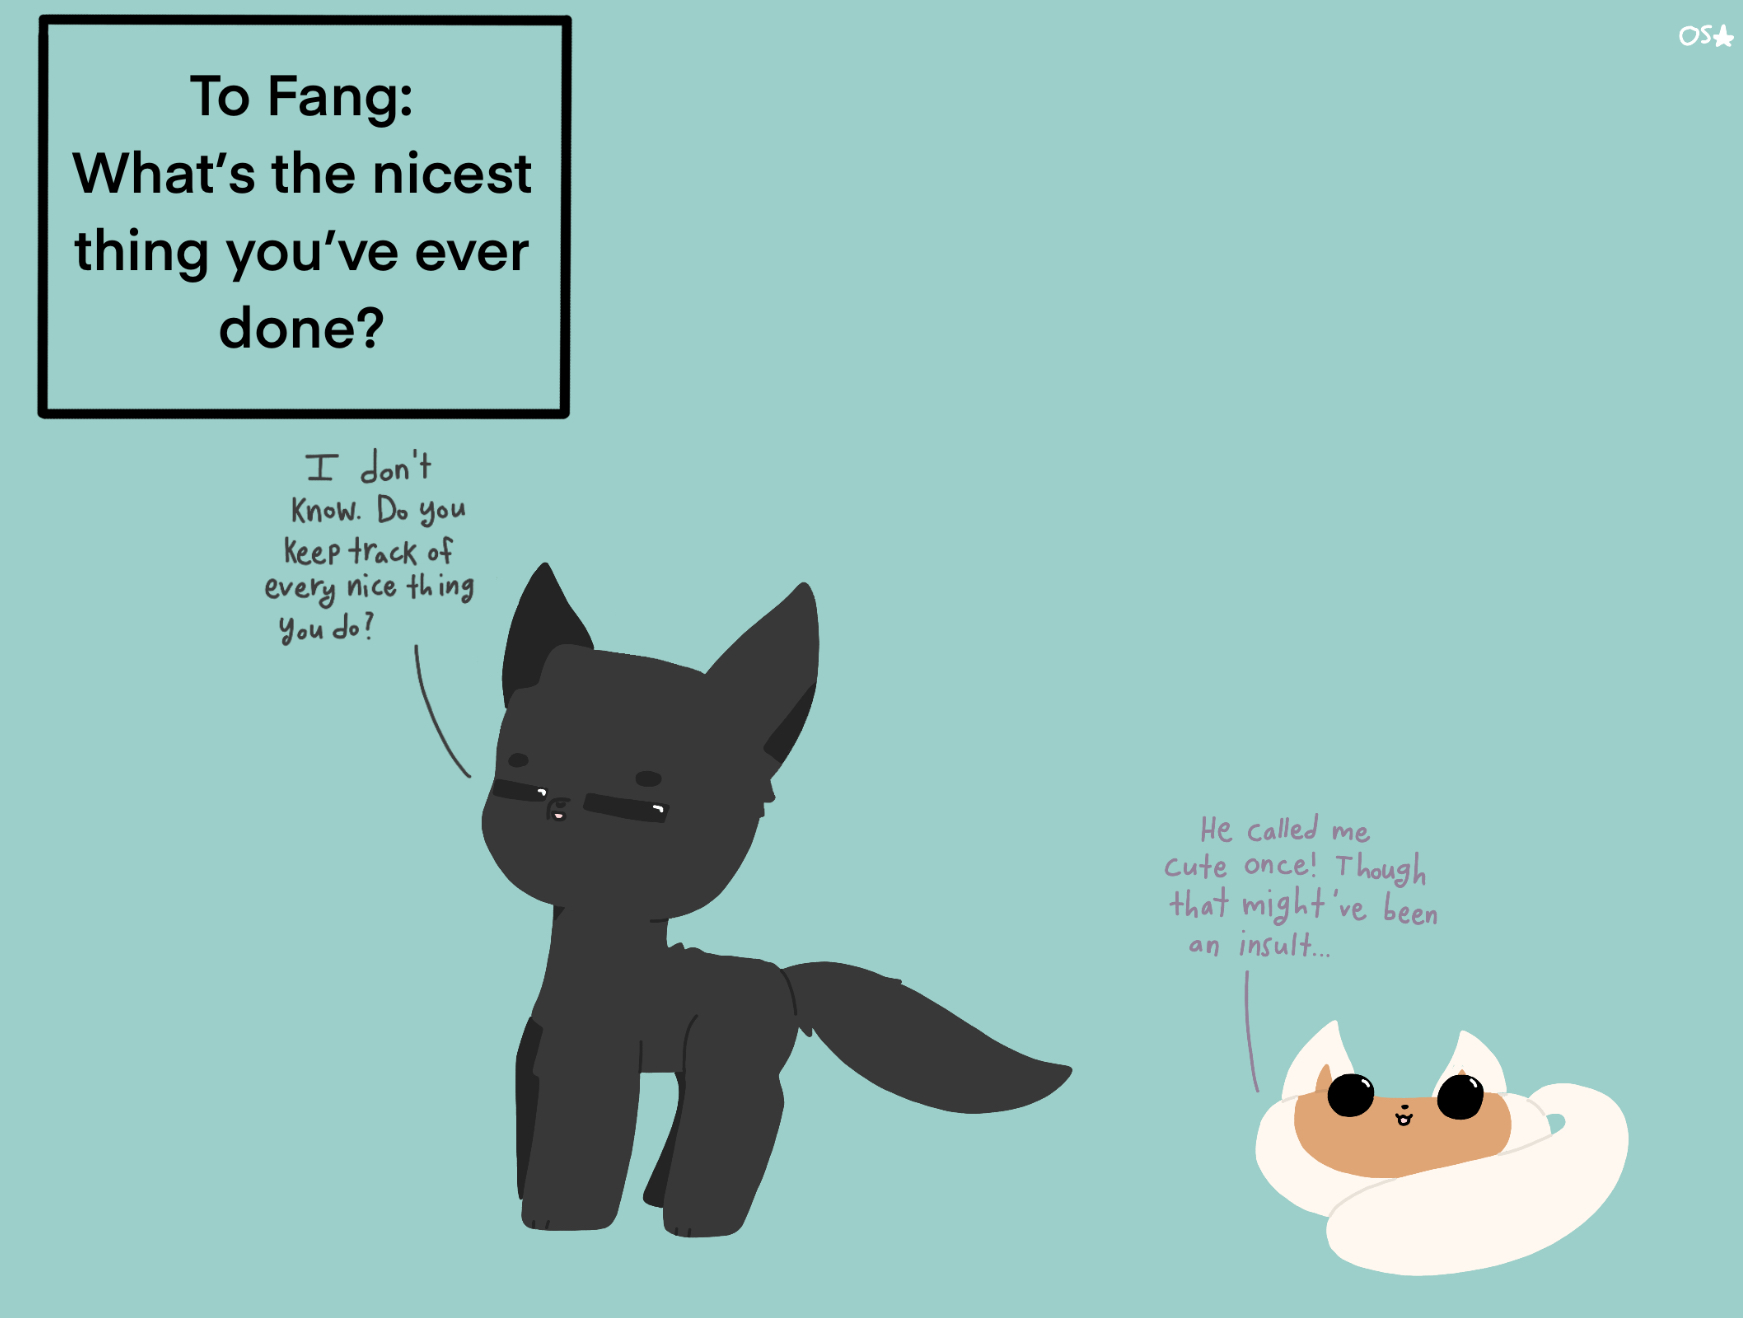 To Fang:
What's the nicest
thing you've ever
done?
OS
I don't
know. Do you
keep track of
every nice thing
you do?
He called me
cute once! Though
that might've been
an insult...